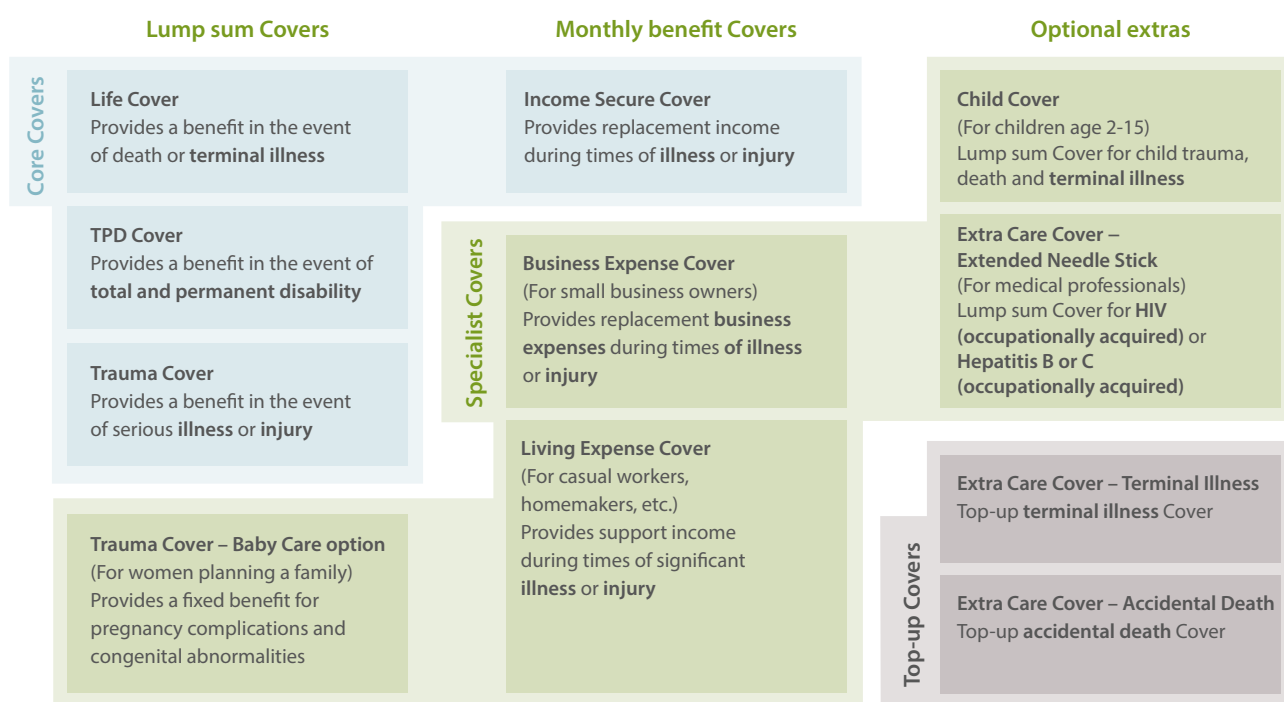 Lump sum Covers
Monthly benefit Covers
Optional extras
Core Covers
Life Cover
Provides a benefit in the event
of death or terminal illness
TPD Cover
Provides a benefit in the event of
total and permanent disability
Trauma Cover
Provides a benefit in the event
of serious illness or injury
Income Secure Cover
Provides replacement income
during times of illness or injury
Specialist Covers
Trauma Cover – Baby Care option
(For women planning a family)
Provides a fixed benefit for
pregnancy complications and
congenital abnormalities
Business Expense Cover
(For small business owners)
Provides replacement business
expenses during times of illness
or injury
Living Expense Cover
(For casual workers,
homemakers, etc.)
Provides support income
during times of significant
illness or injury
Child Cover
(For children age 2-15)
Lump sum Cover for child trauma,
death and terminal illness
Extra Care Cover –
Extended Needle Stick
(For medical professionals)
Lump sum Cover for HIV
(occupationally acquired) or
Hepatitis B or C
(occupationally acquired)
Top-up Covers
Extra Care Cover – Terminal Illness
Top-up terminal illness Cover
Extra Care Cover – Accidental Death
Top-up accidental death Cover